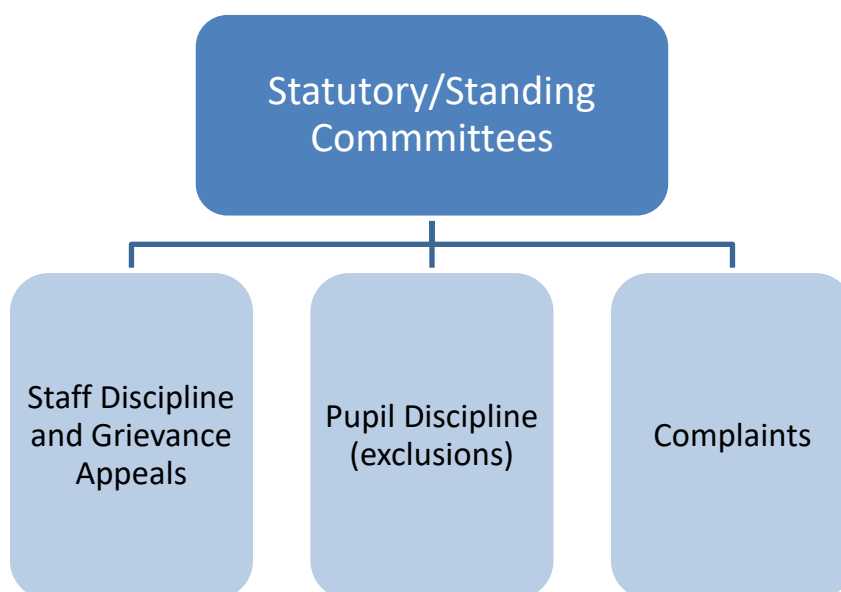 Statutory/Standing
Commmittees
Staff Discipline
and Grievance
Appeals
Pupil Discipline
(exclusions)
Complaints